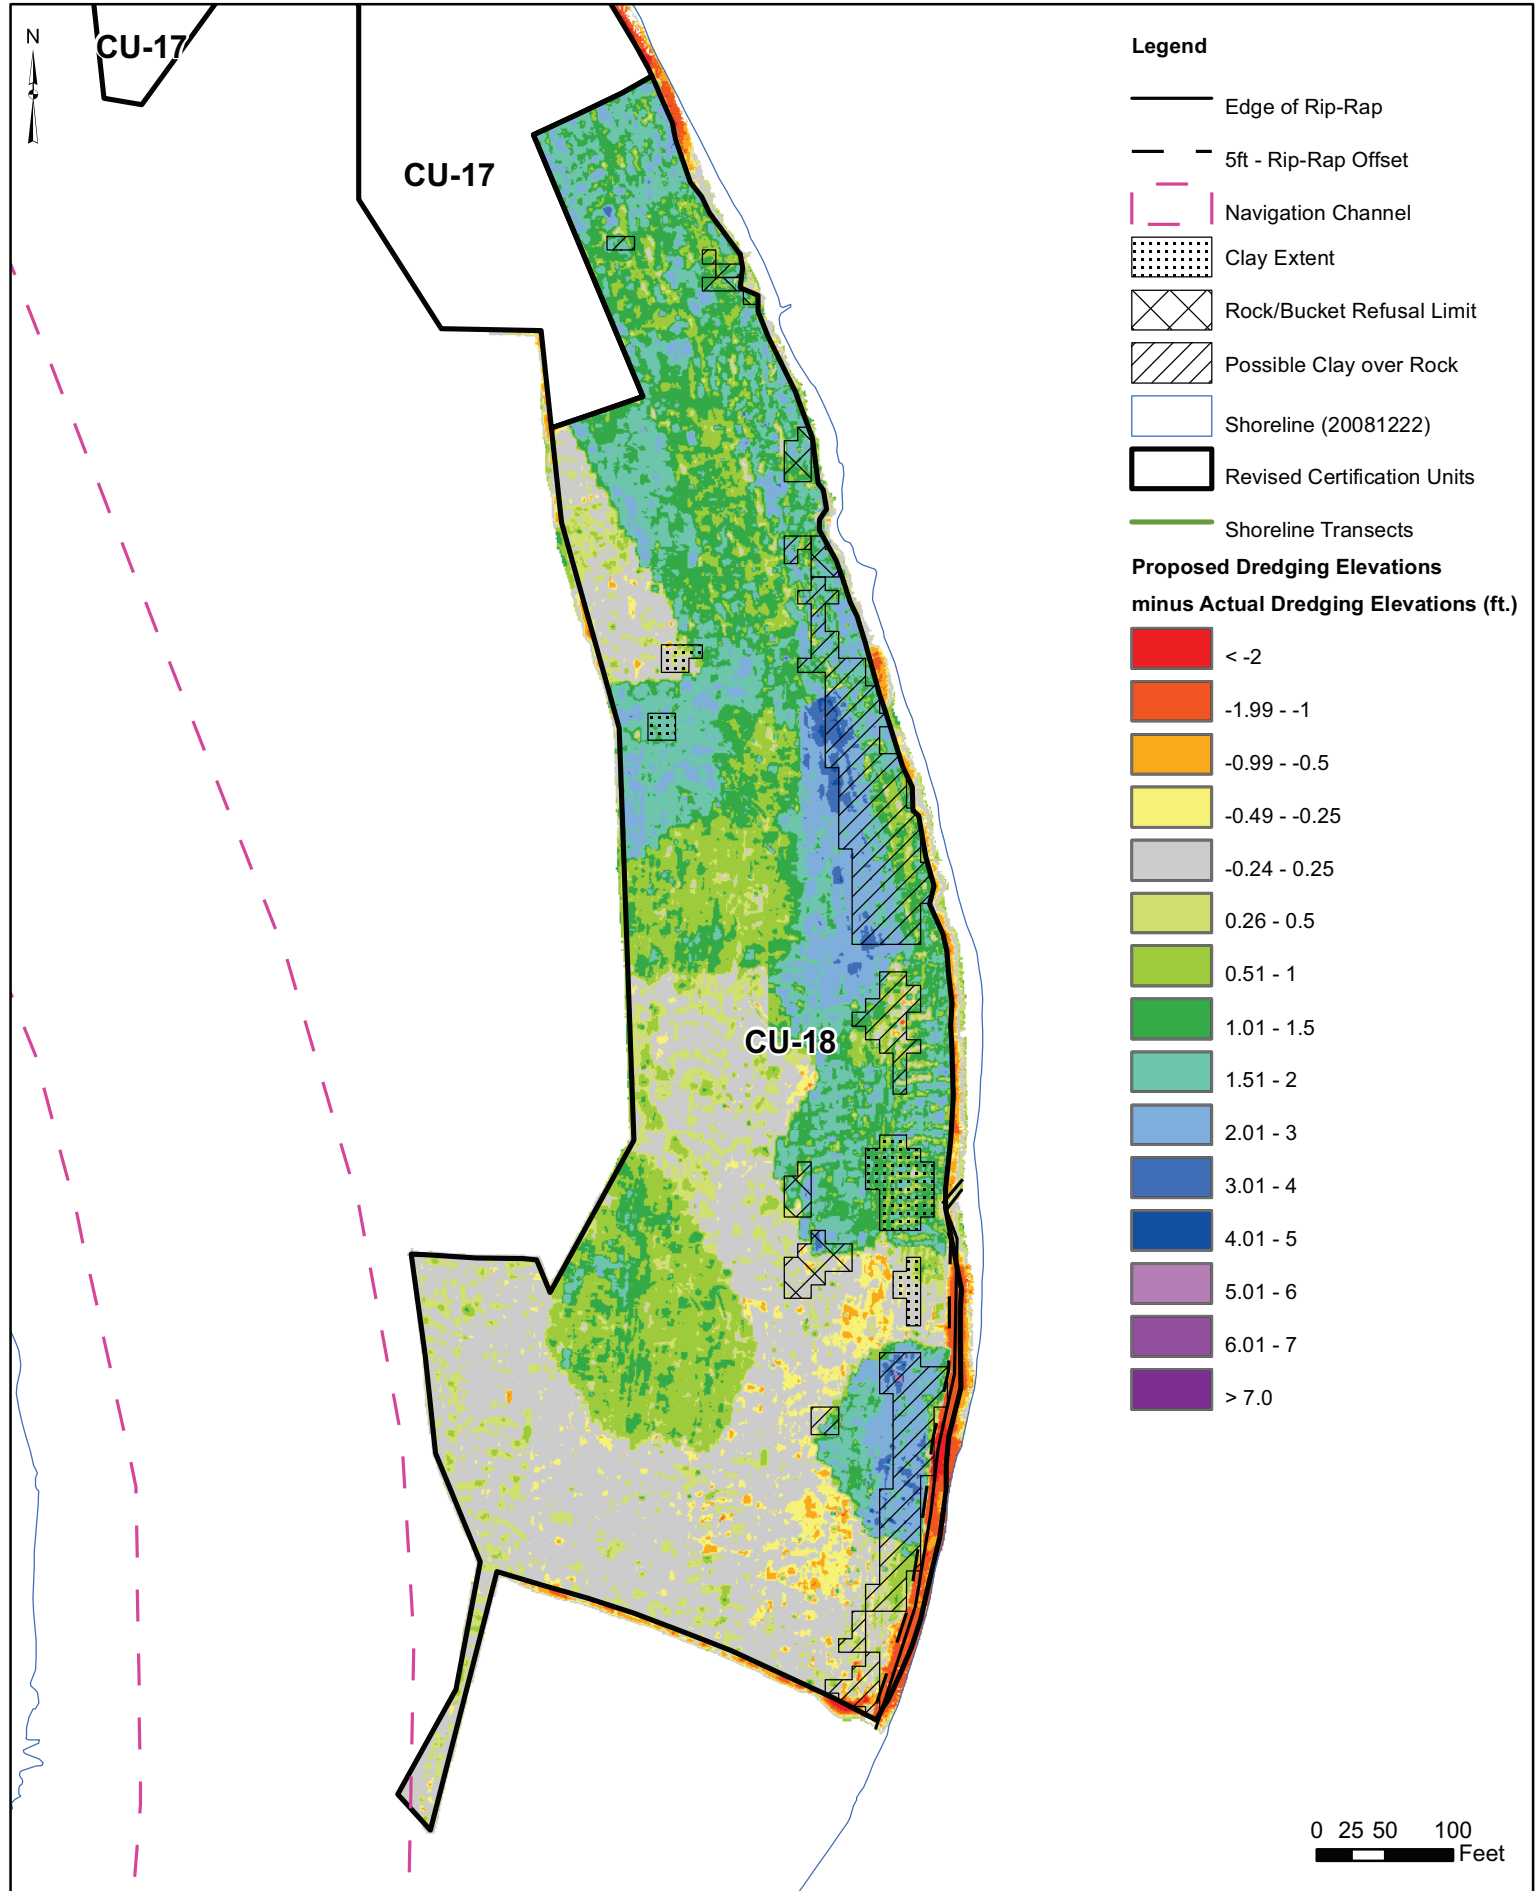 CU-17
N
CU-17
CU-18
Legend
Edge of Rip-Rap
5ft - Rip-Rap Offset
Navigation Channel
Clay Extent
Rock/Bucket Refusal Limit
Possible Clay over Rock
Shoreline (20081222)
Revised Certification Units
Shoreline Transects
Proposed Dredging Elevations
minus Actual Dredging Elevations (ft.)
< -2
-1.99 - -1
-0.99 - -0.5
-0.49 - -0.25
-0.24 - 0.25
0.26 - 0.5
0.51 - 1
1.01 - 1.5
1.51 - 2
2.01 - 3
3.01 - 4
4.01 - 5
5.01 - 6
6.01 - 7
> 7.0
0 25 50 100
Feet